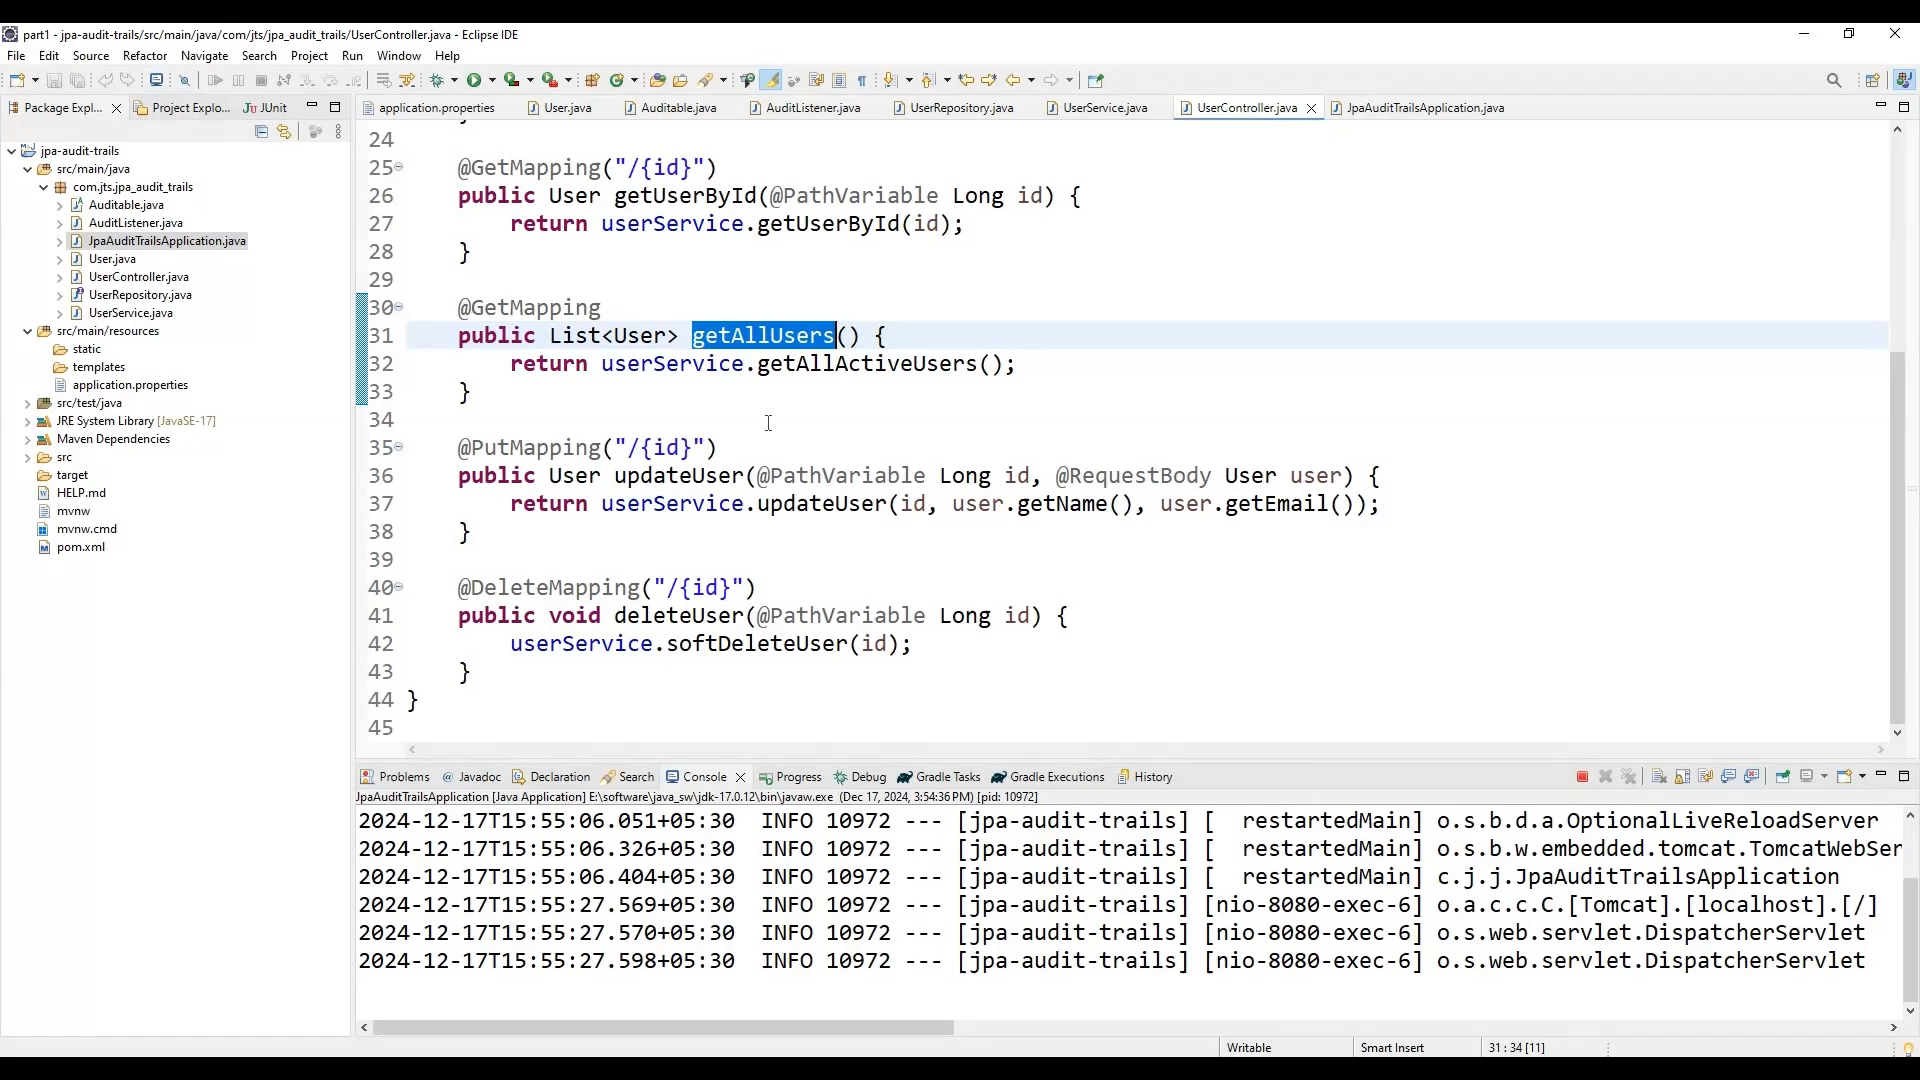 part1 - jpa-audit-trails/src/main/java/com/jts/jpa_audit_trails/UserController.java - Eclipse IDE
File Edit Source Refactor Navigate Search Project Run Window Help
Package Expl... Project Explo... JUnit
application.properties User.java Auditable.java AuditListener.java UserRepository.java UserService.java UserController.java JpaAuditTrailsApplication.java
jpa-audit-trails
src/main/java
com.jts.jpa_audit_trails
Auditable.java
AuditListener.java
JpaAuditTrailsApplication.java
User.java
UserController.java
UserRepository.java
UserService.java
src/main/resources
static
templates
application.properties
src/test/java
JRE System Library [JavaSE-17]
Maven Dependencies
src
target
HELP.md
mvnw
mvnw.cmd
pom.xml
24
25 @GetMapping("/{id}")
26 public User getUserById(@PathVariable Long id) {
27 return userService.getUserById(id);
28 }
29
30 @GetMapping
31 public List<User> getAllUsers() {
32 return userService.getAllActiveUsers();
33 }
34
35 @PutMapping("/{id}")
36 public User updateUser(@PathVariable Long id, @RequestBody User user) {
37 return userService.updateUser(id, user.getName(), user.getEmail());
38 }
39
40 @DeleteMapping("/{id}")
41 public void deleteUser(@PathVariable Long id) {
42 userService.softDeleteUser(id);
43 }
44 }
45
Problems Javadoc Declaration Search Console Progress Debug Gradle Tasks Gradle Executions History
JpaAuditTrailsApplication [Java Application] E:\software\java_sw\jdk-17.0.12\bin\javaw.exe (Dec 17, 2024, 3:54:36 PM) [pid: 10972]
2024-12-17T15:55:06.051+05:30 INFO 10972 --- [jpa-audit-trails] [ restartedMain] o.s.b.d.a.OptionalLiveReloadServer
2024-12-17T15:55:06.326+05:30 INFO 10972 --- [jpa-audit-trails] [ restartedMain] o.s.b.w.embedded.tomcat.TomcatWebSer
2024-12-17T15:55:06.404+05:30 INFO 10972 --- [jpa-audit-trails] [ restartedMain] c.j.j.JpaAuditTrailsApplication
2024-12-17T15:55:27.569+05:30 INFO 10972 --- [jpa-audit-trails] [nio-8080-exec-6] o.a.c.c.C.[Tomcat].[localhost].[/]
2024-12-17T15:55:27.570+05:30 INFO 10972 --- [jpa-audit-trails] [nio-8080-exec-6] o.s.web.servlet.DispatcherServlet
2024-12-17T15:55:27.598+05:30 INFO 10972 --- [jpa-audit-trails] [nio-8080-exec-6] o.s.web.servlet.DispatcherServlet
Writable Smart Insert 31 : 34 [11]